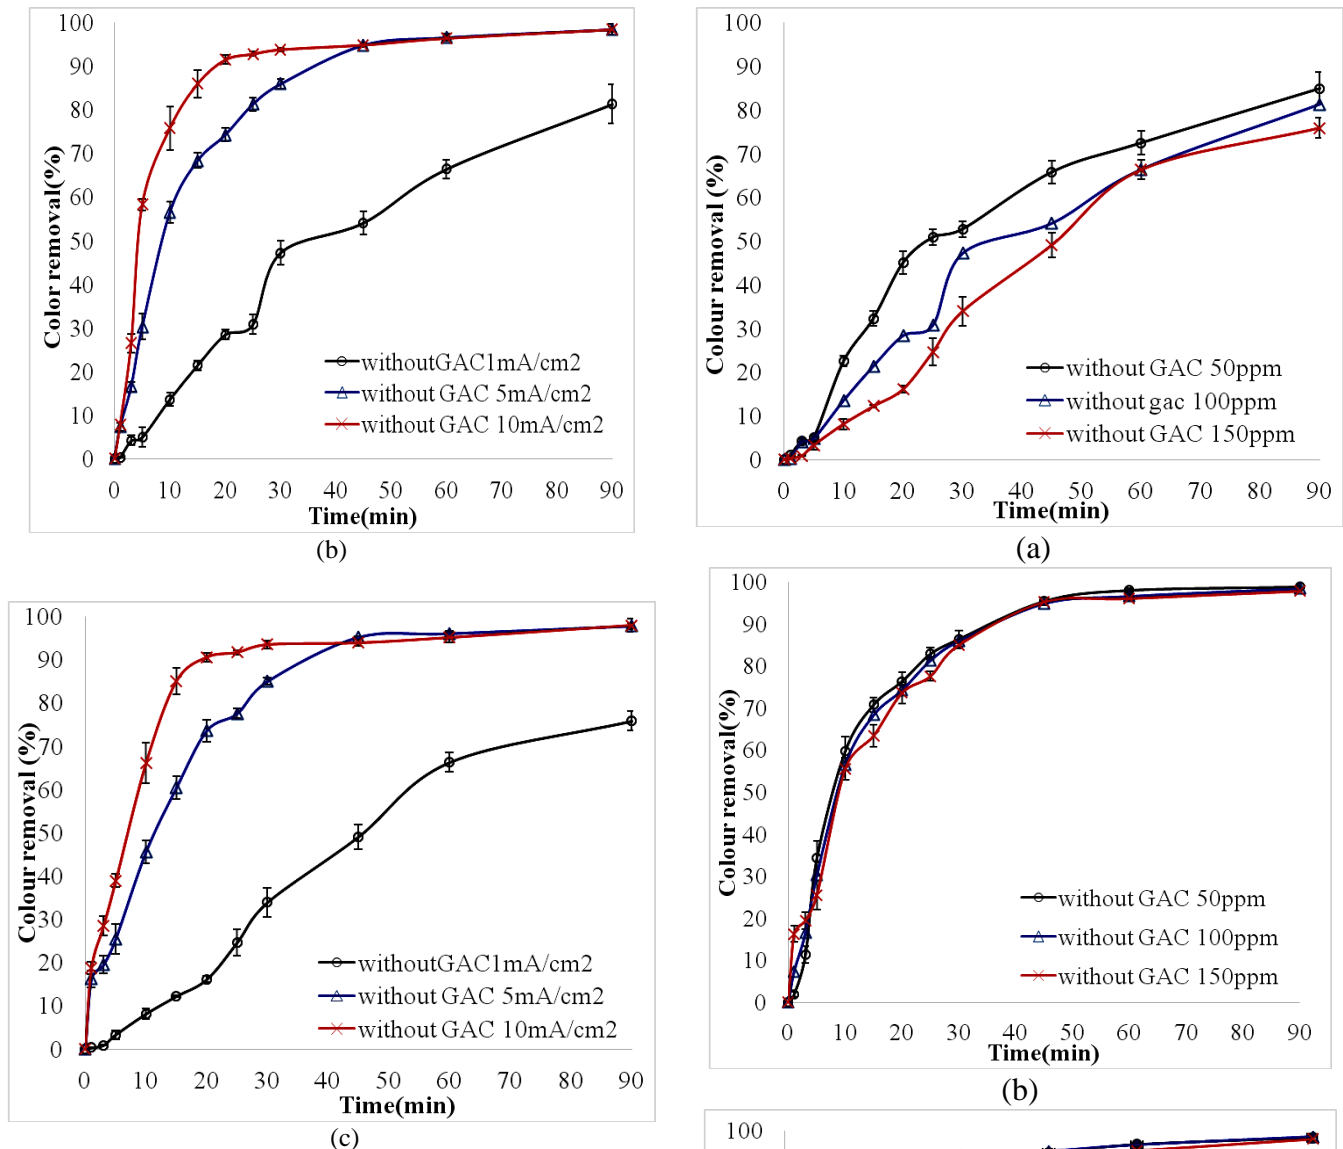 100
90
80
70
60
50
40
30
20
10
0
Color removal(%)
withoutGAC1mA/cm2
without GAC 5mA/cm2
without GAC 10mA/cm2
0 10 20 30 40 50 60 70 80 90
Time(min)
(b)
100
90
80
70
60
50
40
30
20
10
0
Colour removal (%)
withoutGAC1mA/cm2
without GAC 5mA/cm2
without GAC 10mA/cm2
0 10 20 30 40 50 60 70 80 90
Time(min)
(c)
100
90
80
70
60
50
40
30
20
10
0
Colour removal (%)
without GAC 50ppm
without gac 100ppm
without GAC 150ppm
0 10 20 30 40 50 60 70 80 90
Time(min)
(a)
100
90
80
70
60
50
40
30
20
10
0
Colour removal(%)
without GAC 50ppm
without GAC 100ppm
without GAC 150ppm
0 10 20 30 40 50 60 70 80 90
Time(min)
(b)
100